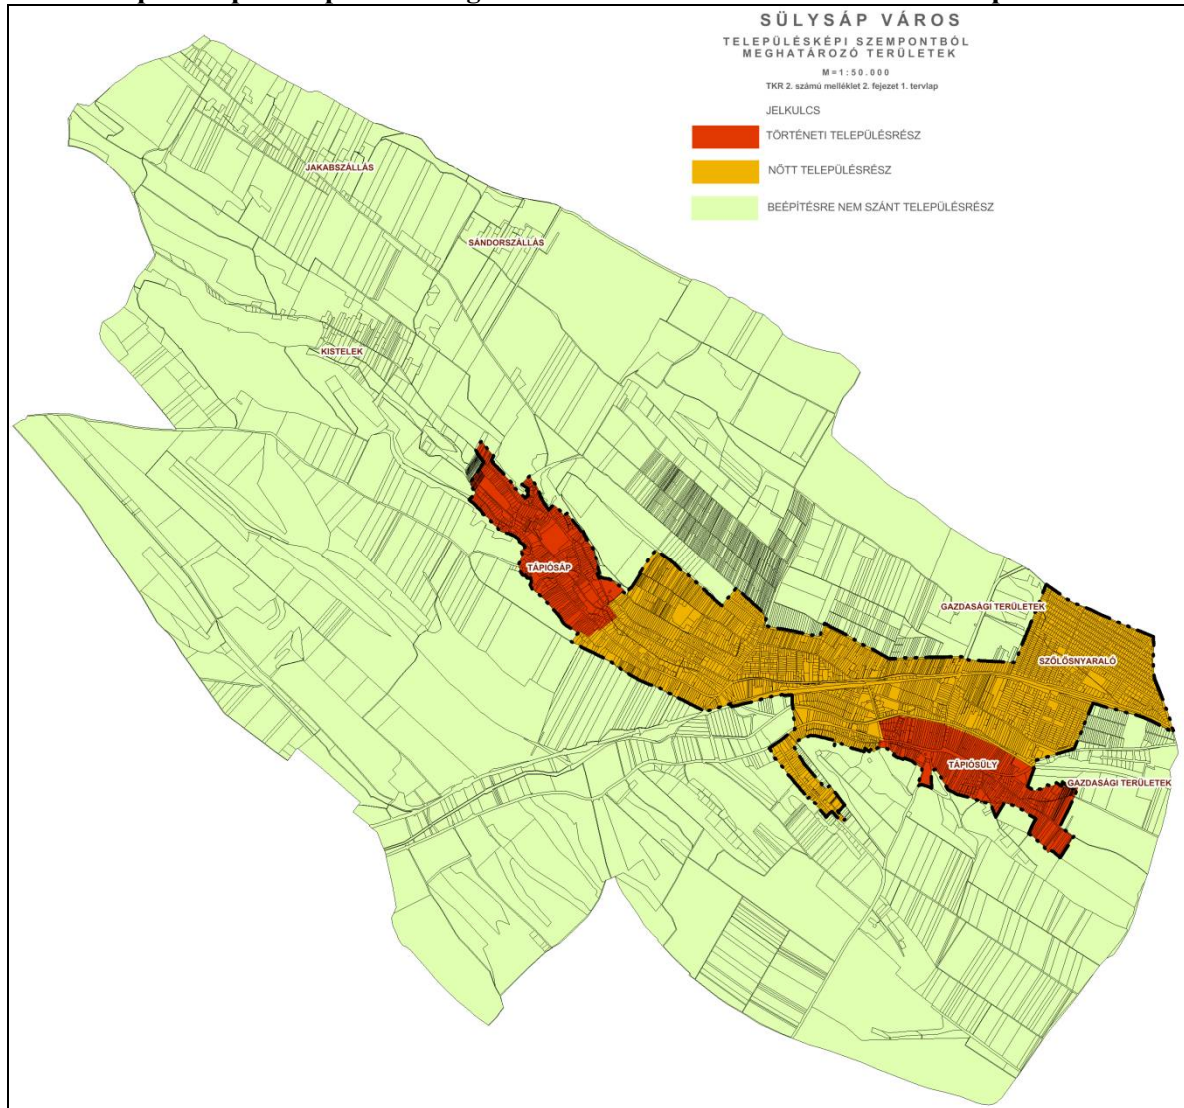 SÜLYSÁP VÁROS
TELEPÜLÉSKÉPI SZEMPONTBÓL
MEGHATÁROZÓ TERÜLETEK
M=1:50.000
TKR 2. számú melléklet 2. fejezet 1. tervlap
JELKULCS
TÖRTÉNETI TELEPÜLÉSRÉSZ
NŐTT TELEPÜLÉSRÉSZ
BEÉPÍTÉSRE NEM SZÁNT TELEPÜLÉSRÉSZ
JAKABSZÁLLÁS
SÁNDORSZÁLLÁS
KISTELEK
TÁPIÓSÁP
GAZDASÁGI TERÜLETEK
SZŐLŐSNYARALÓ
TÁPIÓSÜLY
GAZDASÁGI TERÜLETEK